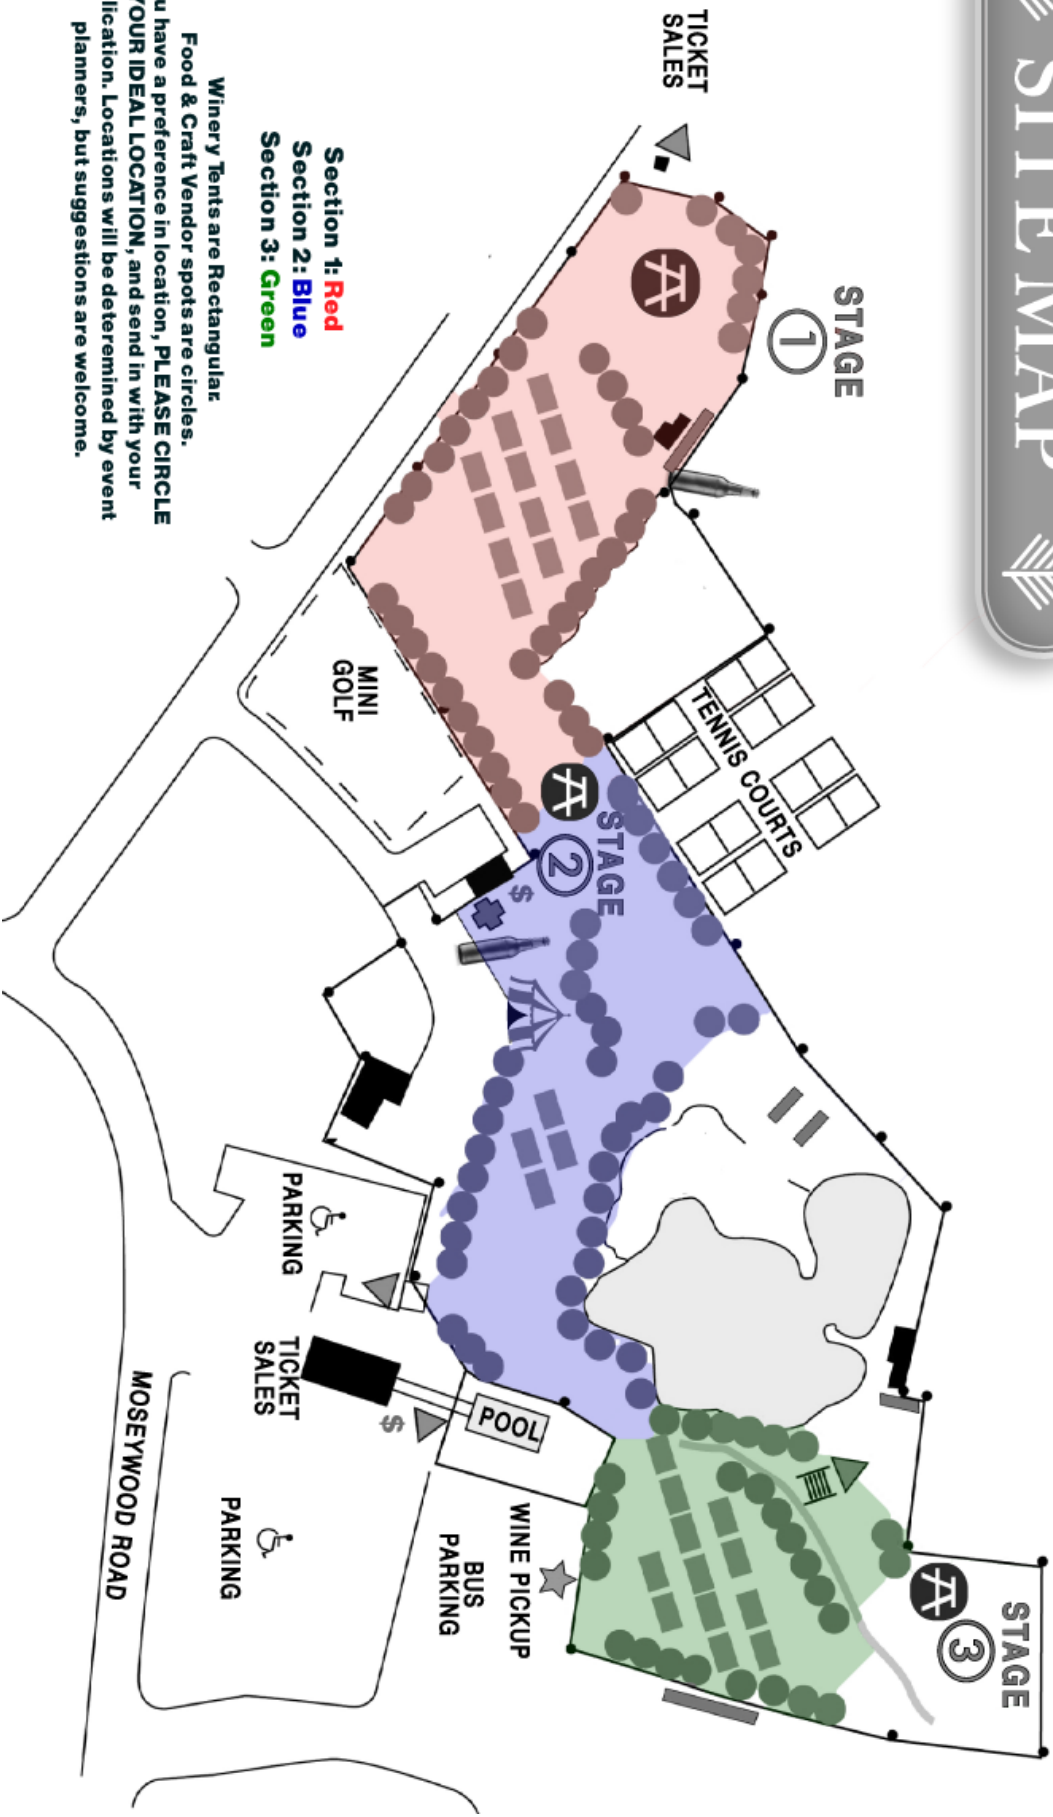 SITE MAP
TICKET
SALES
STAGE
1
Section 1: Red
Section 2: Blue
Section 3: Green
Winery Tents are Rectangular.
Food & Craft Vendor spots are circles.
have a preference in location, PLEASE CIRCLE
YOUR IDEAL LOCATION, and send in with your
Locations will be deteremined by event
planners, but suggestions are welcome.
MINI
GOLF
TENNIS COURTS
STAGE
2
$
PARKING
TICKET
SALES
$
POOL
MOSEYWOOD ROAD
PARKING
BUS
PARKING
WINE PICKUP
STAGE
3